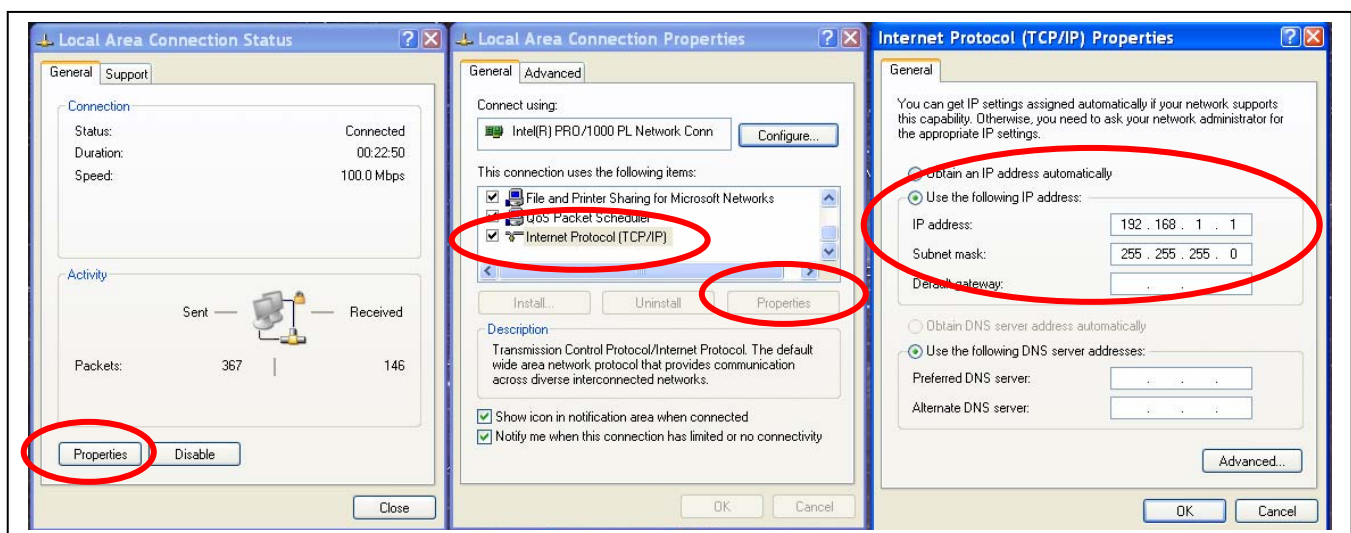 Local Area Connection Status
General Support
Connection
Status: Connected
Duration: 00:22:50
Speed: 100.0 Mbps
Activity
Sent Received
Packets: 367 146
Properties Disable
Close
Local Area Connection Properties
General Advanced
Connect using:
Intel(R) PRO/1000 PL Network Conn Configure...
This connection uses the following items:
File and Printer Sharing for Microsoft Networks
QoS Packet Scheduler
Internet Protocol (TCP/IP)
Install... Uninstall Properties
Description
Transmission Control Protocol/Internet Protocol. The default
wide area network protocol that provides communication
across diverse interconnected networks.
Show icon in notification area when connected
Notify me when this connection has limited or no connectivity
OK Cancel
Internet Protocol (TCP/IP) Properties
General
You can get IP settings assigned automatically if your network supports
this capability. Otherwise, you need to ask your network administrator for
the appropriate IP settings.
Obtain an IP address automatically
Use the following IP address:
IP address: 192 . 168 . 1 . 1
Subnet mask: 255 . 255 . 255 . 0
Default gateway: . . .
Obtain DNS server address automatically
Use the following DNS server addresses:
Preferred DNS server: . . .
Alternate DNS server: . . .
Advanced...
OK Cancel